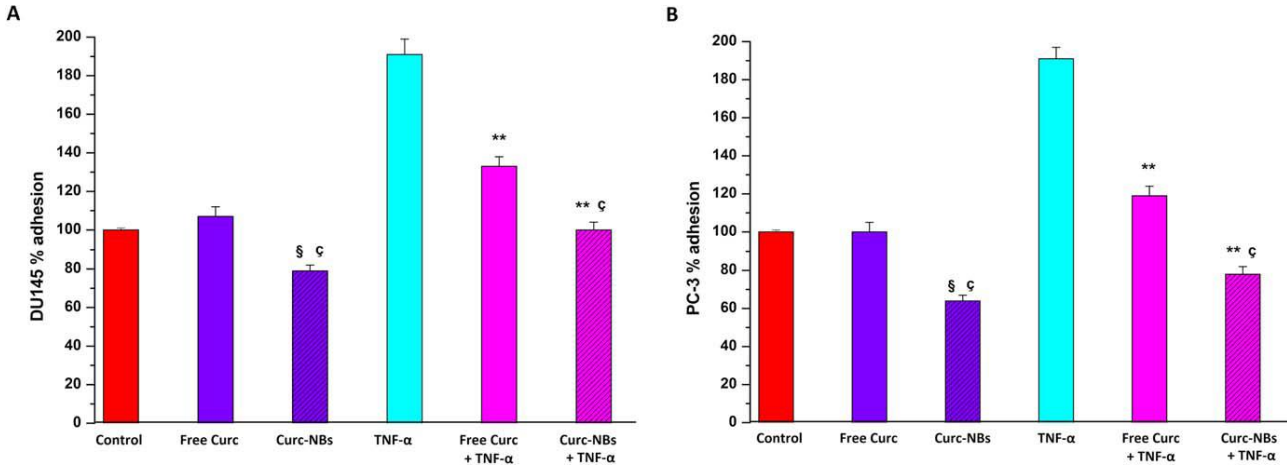 A
DU145 % adhesion
200
180
160
140
120
100
80
60
40
20
0
**
§ ç
** ç
Control
Free Curc
Curc-NBs
TNF-α
Free Curc
+ TNF-α
Curc-NBs
+ TNF-α
B
PC-3 % adhesion
200
180
160
140
120
100
80
60
40
20
0
**
§ ç
** ç
Control
Free Curc
Curc-NBs
TNF-α
Free Curc
+ TNF-α
Curc-NBs
+ TNF-α